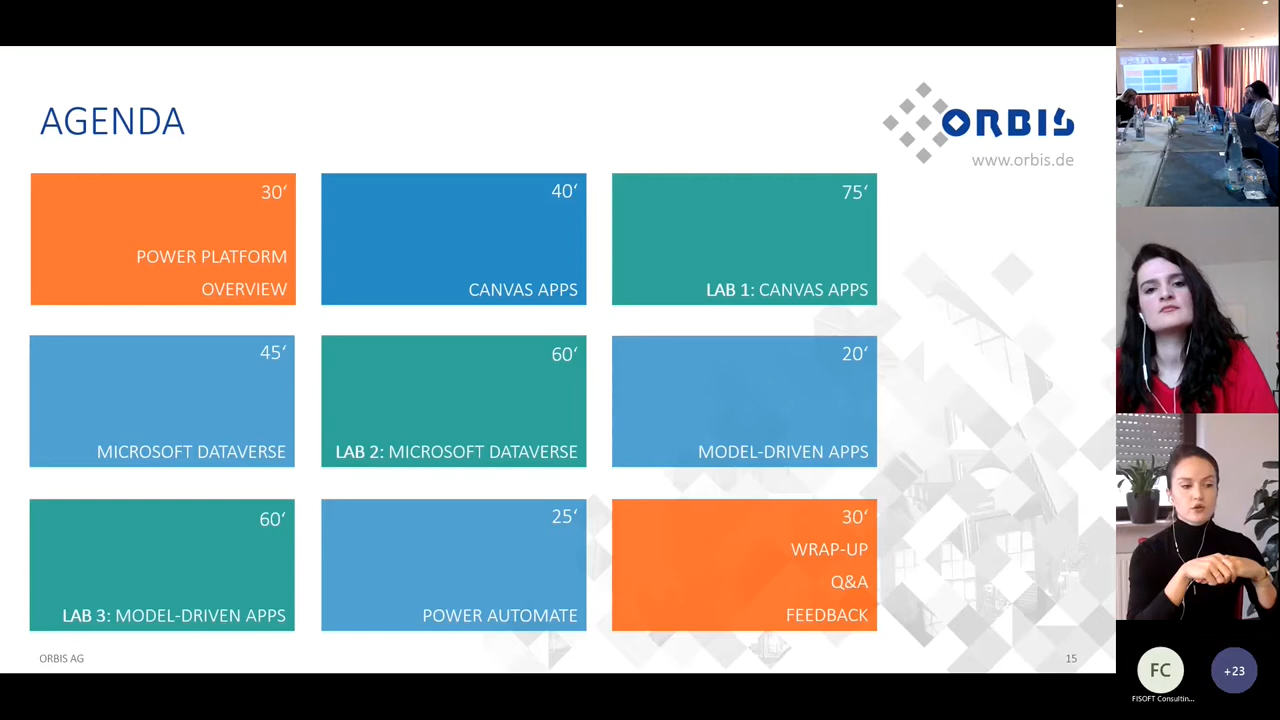 AGENDA
ORBIS
www.orbis.de
30‘
POWER PLATFORM
OVERVIEW
40‘
CANVAS APPS
75‘
LAB 1: CANVAS APPS
45‘
MICROSOFT DATAVERSE
60‘
LAB 2: MICROSOFT DATAVERSE
20‘
MODEL-DRIVEN APPS
60‘
LAB 3: MODEL-DRIVEN APPS
25‘
POWER AUTOMATE
30‘
WRAP-UP
Q&A
FEEDBACK
ORBIS AG
15
FC
FISOFT Consultin...
+23